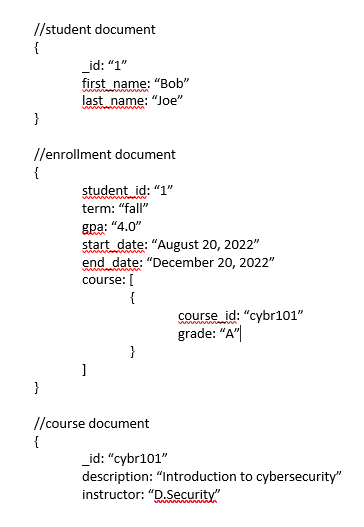 //student document
{
_id: “1”
first_name: “Bob”
last_name: “Joe”
}
//enrollment document
{
student_id: “1”
term: “fall”
gpa: “4.0”
start_date: “August 20, 2022”
end_date: “December 20, 2022”
course: [
{
course_id: “cybr101”
grade: “A”
}
]
}
//course document
{
_id: “cybr101”
description: “Introduction to cybersecurity”
instructor: “D.Security”